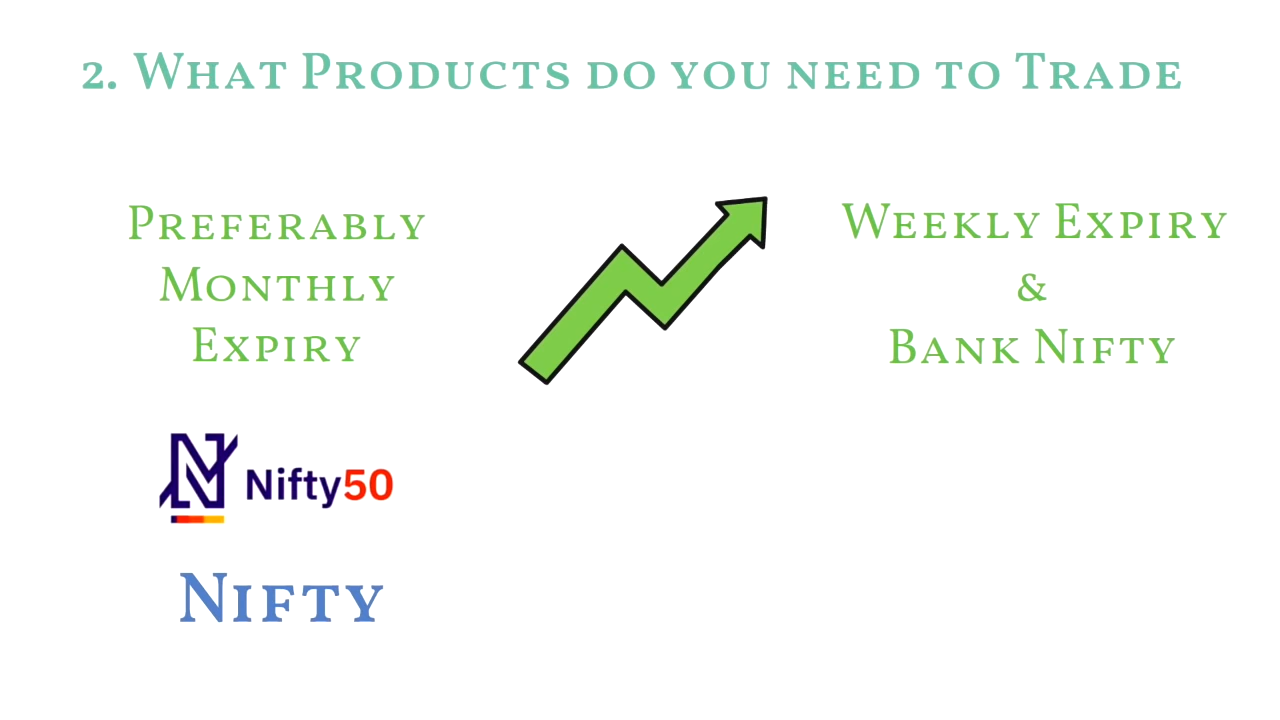 2. What Products do you need to Trade
Preferably
Monthly
Expiry
Weekly Expiry
&
Bank Nifty
Nifty50
Nifty